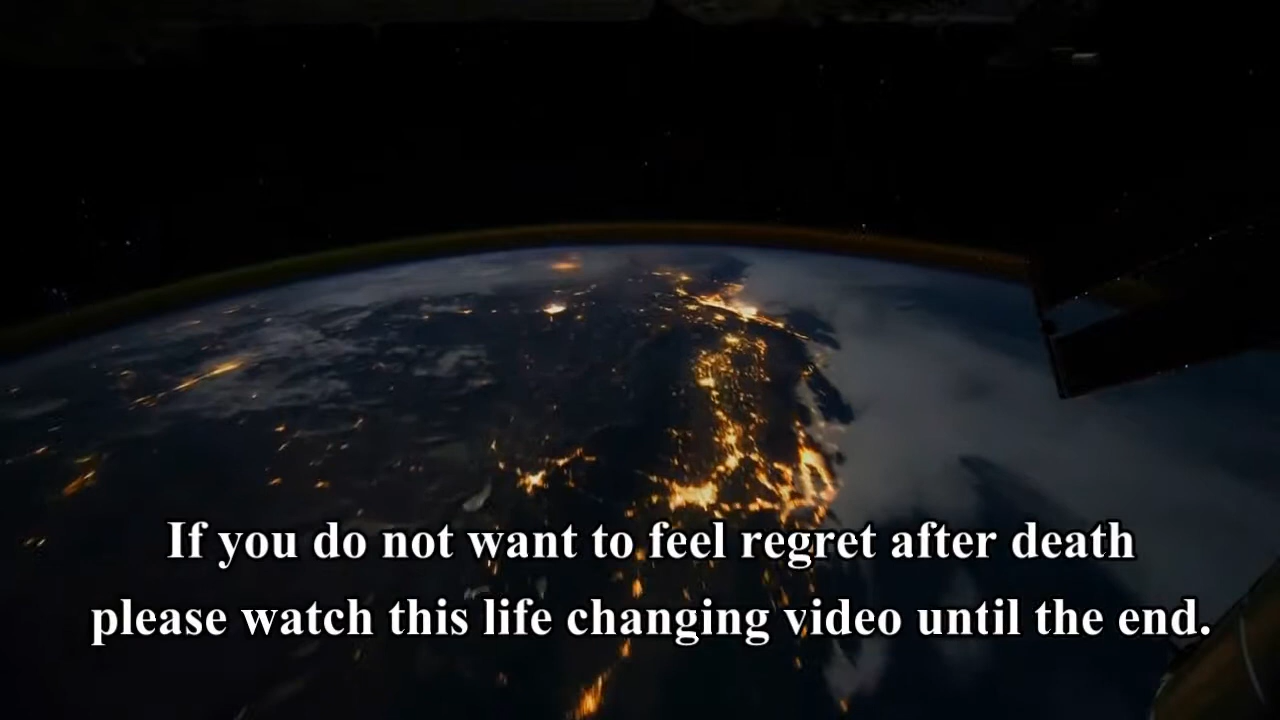 If you do not want to feel regret after death
please watch this life changing video until the end.